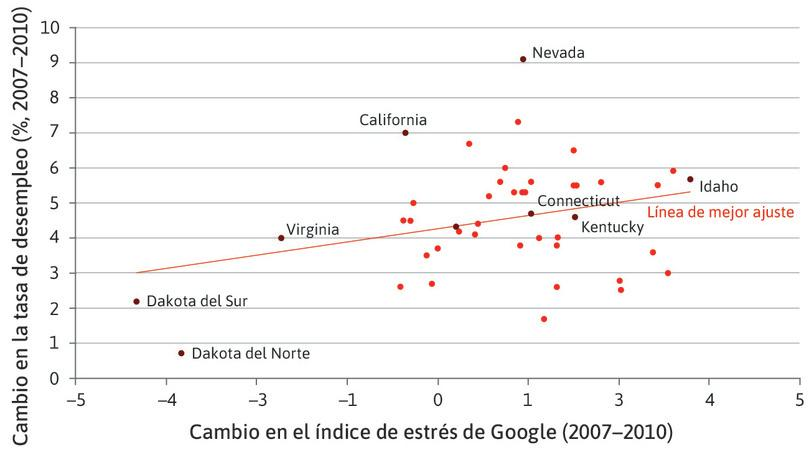 Cambio en la tasa de desempleo (%, 2007–2010)
10
9
8
7
6
5
4
3
2
1
0
Nevada
California
Idaho
Connecticut
Línea de mejor ajuste
Kentucky
Virginia
Dakota del Sur
Dakota del Norte
–5 –4 –3 –1 0 1 3 4 5
Cambio en el índice de estrés de Google (2007–2010)